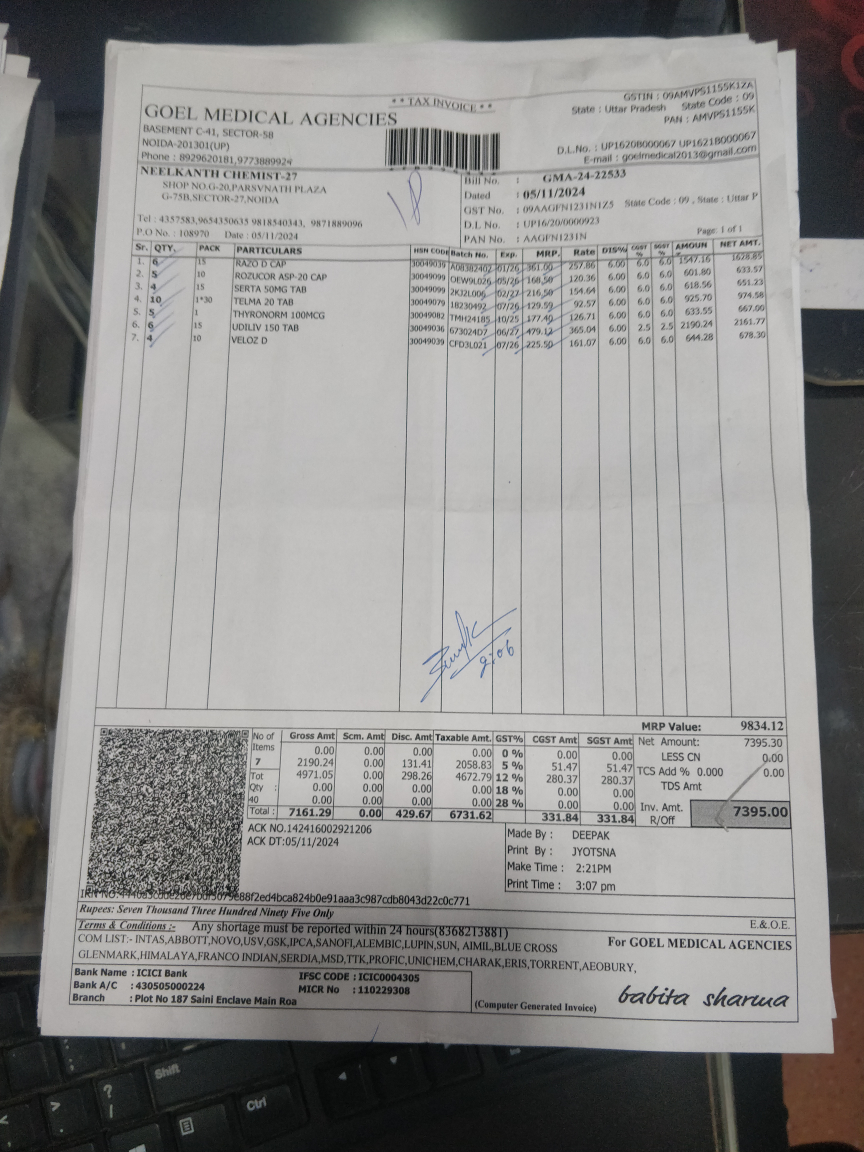 * * TAX INVOICE * *
GSTIN : 09AMVPS1155K1ZA
State : Uttar Pradesh State Code : 09
PAN : AMVPS1155K
GOEL MEDICAL AGENCIES
BASEMENT C-41, SECTOR-58
NOIDA-201301(UP)
Phone : 8929620181,9773889924
D.L.No. : UP1620B000067 UP1621B000067
E-mail : goelmedical2013@gmail.com
NEELKANTH CHEMIST-27
SHOP NO.G-20,PARSVNATH PLAZA
G-75B,SECTOR-27,NOIDA
Tel : 4357583,9654350635 9818540343, 9871889096
P.O No. : 108970 Date : 05/11/2024
Bill No. : GMA-24-22533
Dated : 05/11/2024
GST No. : 09AAGFN1231N1Z5 State Code : 09 , State : Uttar P
D.L No. : UP16/20/0000923
PAN No. : AAGFN1231N
Page: 1 of 1
Sr. QTY. PACK PARTICULARS HSN CODE Batch No. Exp. MRP. Rate DIS% CGST % SGST % AMOUN NET AMT.
1. 6 15 RAZO D CAP 30049039 01/26 361.00 257.86 6.00 6.0 6.0 1547.16 1628.85
2. 5 10 ROZUCOR ASP-20 CAP 30049099 OEW9L026 05/26 168.50 120.36 6.00 6.0 6.0 601.80 633.57
3. 4 15 SERTA 50MG TAB 30049099 2K32L006 02/27 216.50 154.64 6.00 6.0 6.0 618.56 651.23
4. 10 1*30 TELMA 20 TAB 30049079 18230492 07/26 129.59 92.57 6.00 6.0 6.0 925.70 974.58
5. 5 1 THYRONORM 100MCG 30049082 TMH24185 10/25 177.40 126.71 6.00 6.0 6.0 633.55 667.00
6. 6 15 UDILIV 150 TAB 30049036 673024D7 06/27 479.12 365.04 6.00 2.5 2.5 2190.24 2161.77
7. 4 10 VELOZ D 30049039 CFD3L021 07/26 225.50 161.07 6.00 6.0 6.0 644.28 678.30
MRP Value: 9834.12
No of Items 7 Tot Qty : 40
Gross Amt Scm. Amt Disc. Amt Taxable Amt. GST% CGST Amt SGST Amt
0.00 0.00 0.00 0.00 0 % 0.00 0.00
2190.24 0.00 131.41 2058.83 5 % 51.47 51.47
4971.05 0.00 298.26 4672.79 12 % 280.37 280.37
0.00 0.00 0.00 0.00 18 % 0.00 0.00
0.00 0.00 0.00 0.00 28 % 0.00 0.00
Total : 7161.29 0.00 429.67 6731.62 331.84 331.84
Net Amount: 7395.30
LESS CN 0.00
TCS Add % 0.000 0.00
TDS Amt
Inv. Amt. R/Off 7395.00
ACK NO.142416002921206
ACK DT:05/11/2024
Made By : DEEPAK
Print By : JYOTSNA
Make Time : 2:21PM
Print Time : 3:07 pm
Rupees: Seven Thousand Three Hundred Ninety Five Only
E.& O.E.
Terms & Conditions :- Any shortage must be reported within 24 hours(8368213881)
COM LIST:- INTAS,ABBOTT,NOVO,USV,GSK,IPCA,SANOFI,ALEMBIC,LUPIN,SUN, AIMIL,BLUE CROSS
GLENMARK,HIMALAYA,FRANCO INDIAN,SERDIA,MSD,TTK,PROFIC,UNICHEM,CHARAK,ERIS,TORRENT,AEOBURY,
For GOEL MEDICAL AGENCIES
Bank Name : ICICI Bank
Bank A/C : 430505000224
Branch : Plot No 187 Saini Enclave Main Roa
IFSC CODE : ICIC0004305
MICR No : 110229308
(Computer Generated Invoice)
babita sharma
Shift
Ctrl